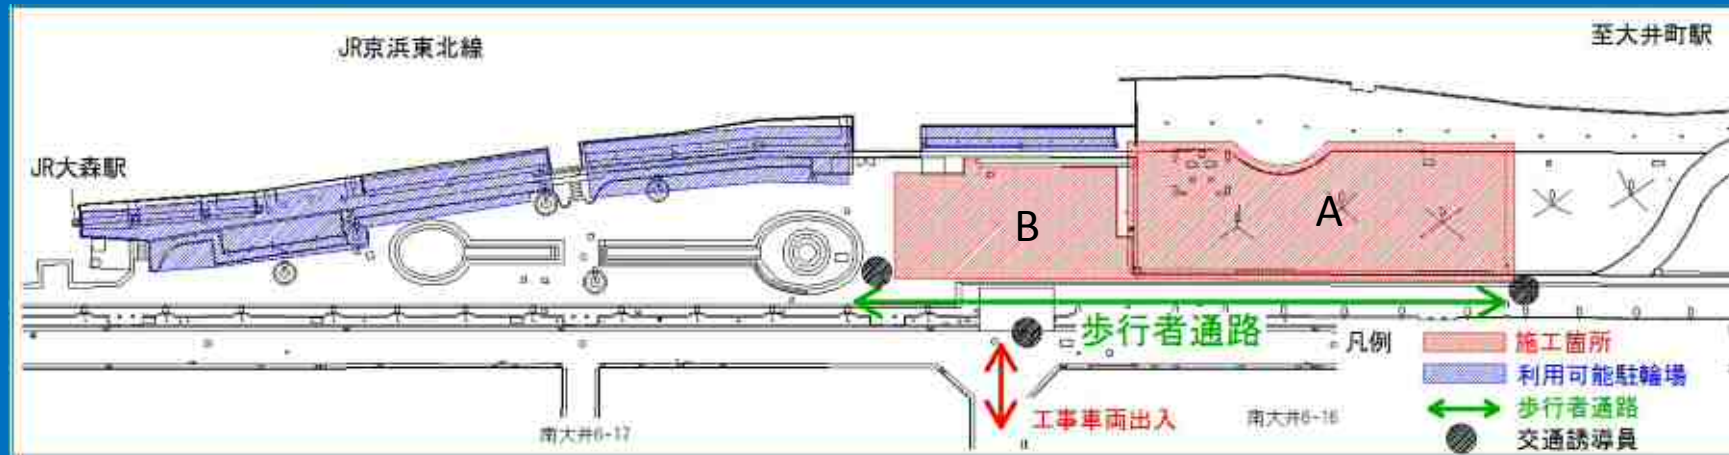 JR京浜東北線
至大井町駅
JR大森駅
B
A
歩行者通路
工事車両出入
南大井6-17
南大井6-16
凡例
施工箇所
利用可能駐輪場
歩行者通路
交通誘導員